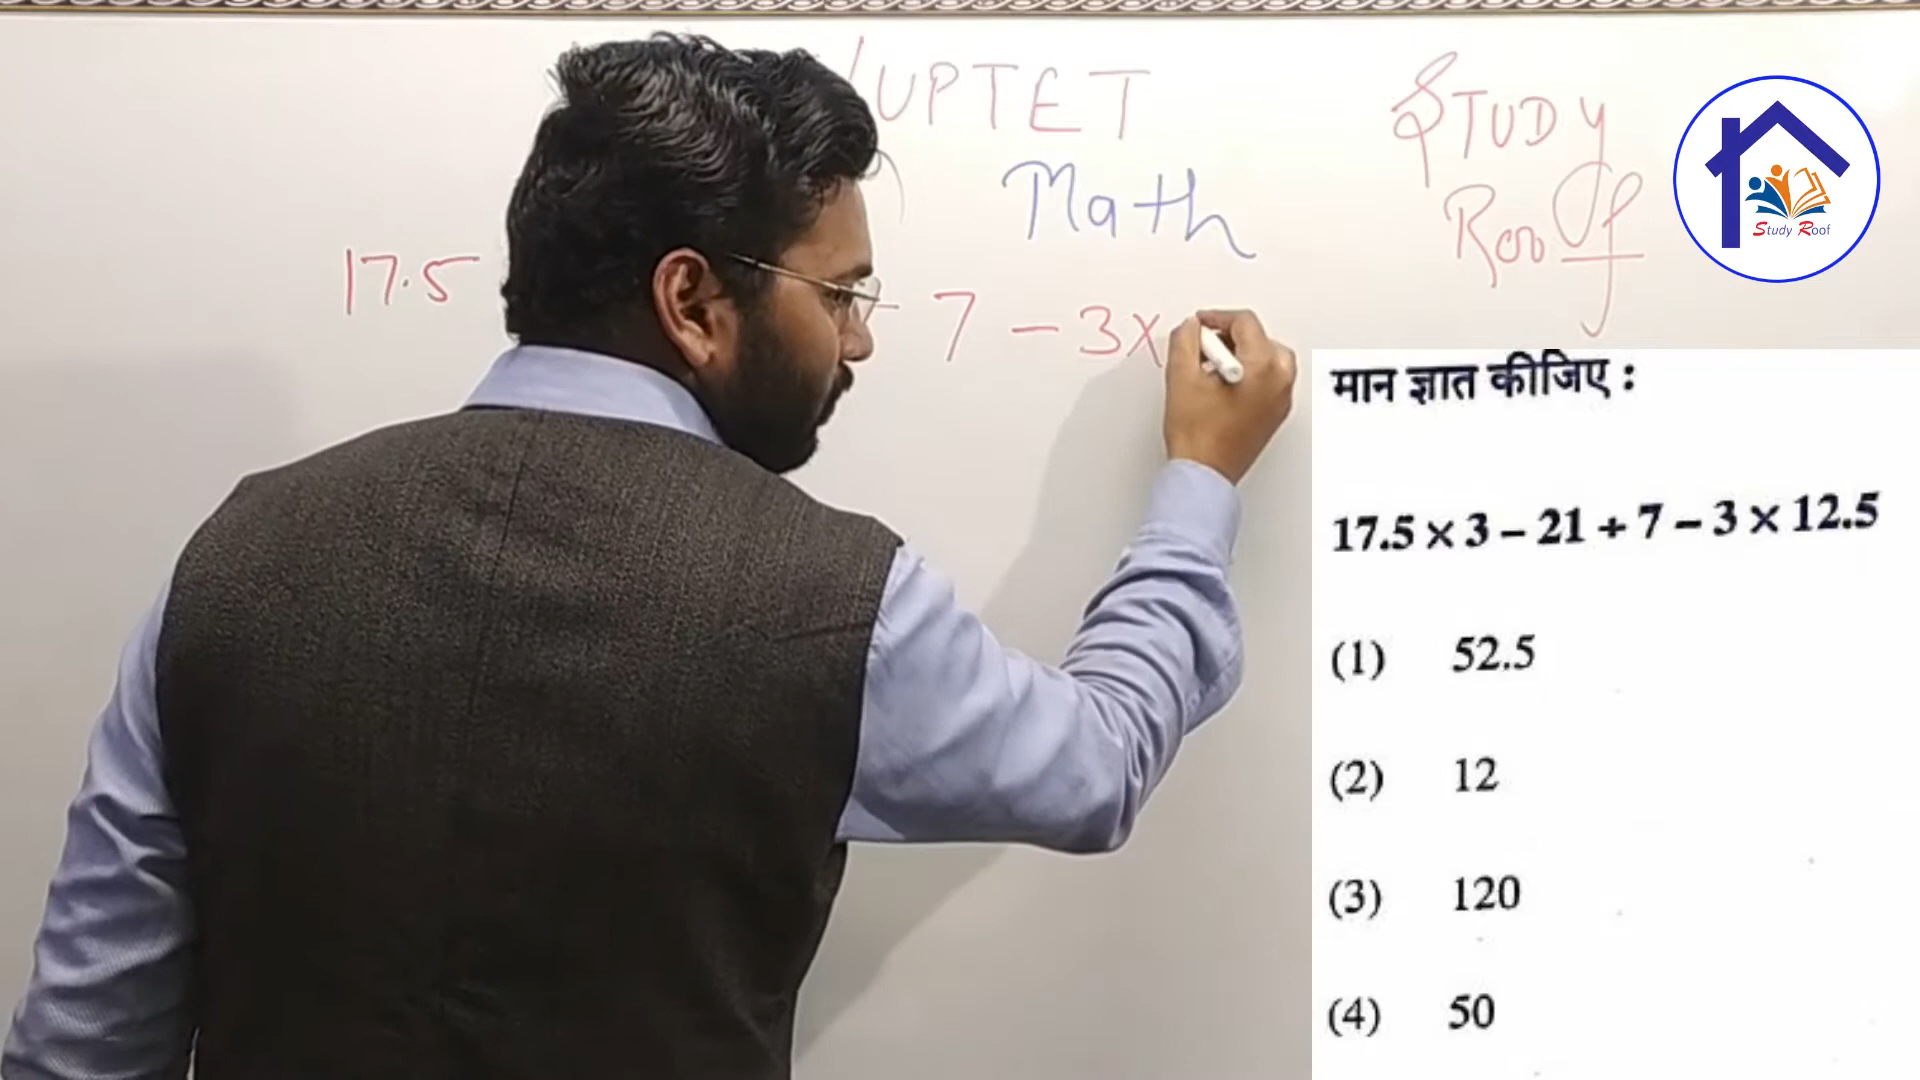 UPTET
Math
STUDY
Roof
Study Roof
17.5
7 - 3x
मान ज्ञात कीजिए :
17.5 × 3 – 21 + 7 – 3 × 12.5
(1) 52.5
(2) 12
(3) 120
(4) 50